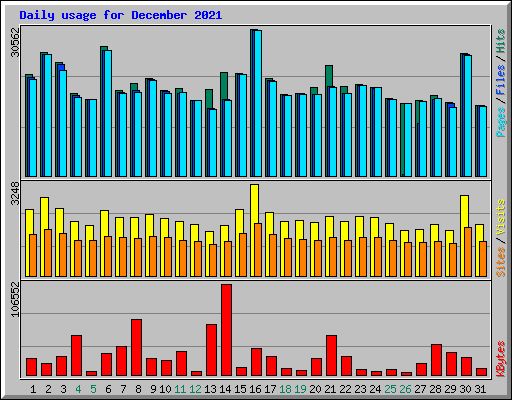 Daily usage for December 2021
30562
Pages / Files / Hits
3248
Sites / Visits
106552
KBytes
1 2 3 4 5 6 7 8 9 10 11 12 13 14 15 16 17 18 19 20 21 22 23 24 25 26 27 28 29 30 31